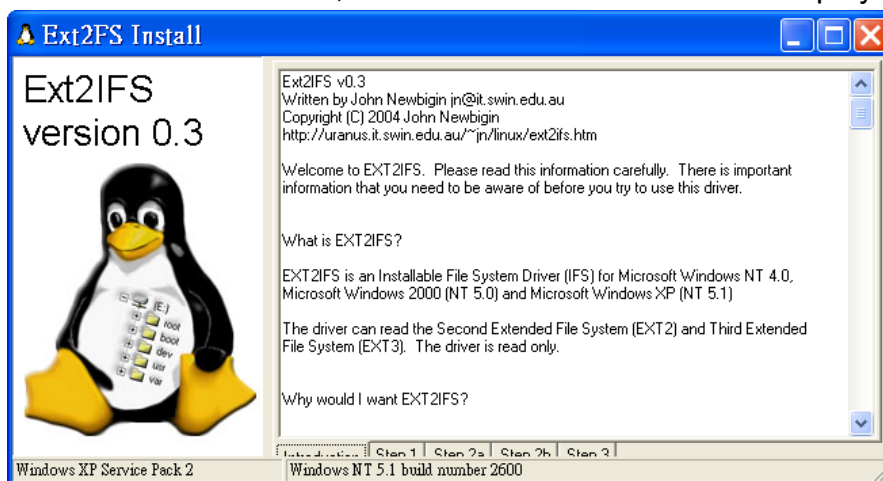 Ext2FS Install
Ext2IFS
version 0.3
Ext2IFS v0.3
Written by John Newbigin jn@it.swin.edu.au
Copyright (C) 2004 John Newbigin
http://uranus.it.swin.edu.au/~jn/linux/ext2ifs.htm
Welcome to EXT2IFS. Please read this information carefully. There is important
information that you need to be aware of before you try to use this driver.
What is EXT2IFS?
EXT2IFS is an Installable File System Driver (IFS) for Microsoft Windows NT 4.0,
Microsoft Windows 2000 (NT 5.0) and Microsoft Windows XP (NT 5.1)
The driver can read the Second Extended File System (EXT2) and Third Extended
File System (EXT3). The driver is read only.
Why would I want EXT2IFS?
(E:)
root
boot
dev
usr
var
Introduction Step 1 Step 2a Step 2b Step 3
Windows XP Service Pack 2
Windows NT 5.1 build number 2600